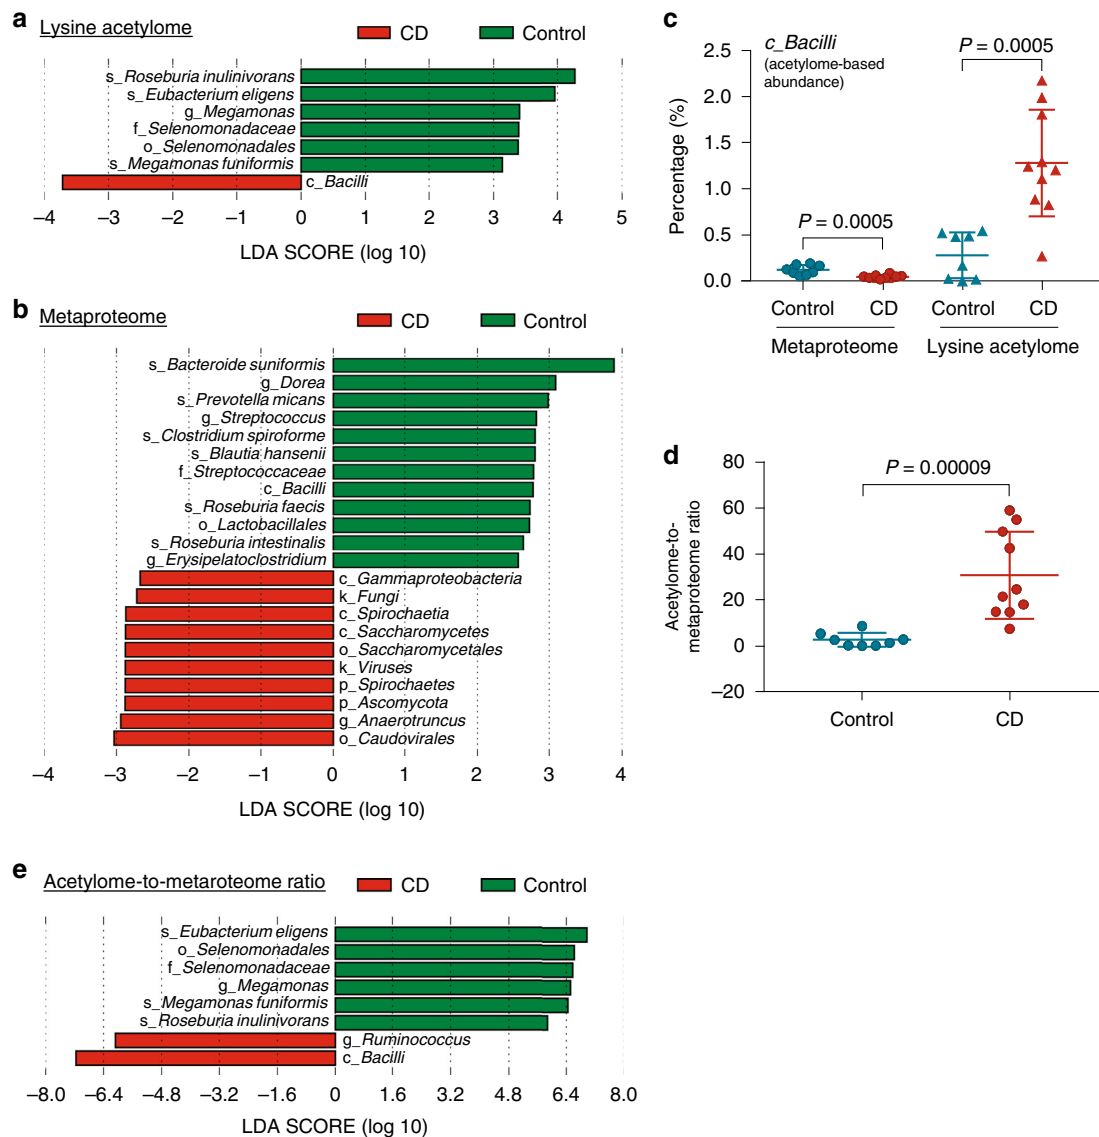 a Lysine acetylome
CD Control
s_Roseburia inulinivorans
s_Eubacterium eligens
g_Megamonas
f_Selenomonadaceae
o_Selenomonadales
s_Megamonas funiformis
c_Bacilli
–4 –3 –2 –1 0 1 2 3 4 5
LDA SCORE (log 10)
b Metaproteome
CD Control
s_Bacteroide suniformis
g_Dorea
s_Prevotella micans
g_Streptococcus
s_Clostridium spiroforme
s_Blautia hansenii
f_Streptococcaceae
c_Bacilli
s_Roseburia faecis
o_Lactobacillales
s_Roseburia intestinalis
g_Erysipelatoclostridium
c_Gammaproteobacteria
k_Fungi
c_Spirochaetia
c_Saccharomycetes
o_Saccharomycetales
k_Viruses
p_Spirochaetes
p_Ascomycota
g_Anaerotruncus
o_Caudovirales
–4 –3 –2 –1 0 1 2 3 4
LDA SCORE (log 10)
c
c_Bacilli
(acetylome-based
abundance)
P = 0.0005
P = 0.0005
Percentage (%)
2.5
2.0
1.5
1.0
0.5
0.0
Control CD Control CD
Metaproteome Lysine acetylome
d
P = 0.00009
Acetylome-to-
metaproteome ratio
80
60
40
20
0
–20
Control CD
e Acetylome-to-metaroteome ratio
CD Control
s_Eubacterium eligens
o_Selenomonadales
f_Selenomonadaceae
g_Megamonas
s_Megamonas funiformis
s_Roseburia inulinivorans
g_Ruminococcus
c_Bacilli
–8.0 –6.4 –4.8 –3.2 –1.6 0 1.6 3.2 4.8 6.4 8.0
LDA SCORE (log 10)